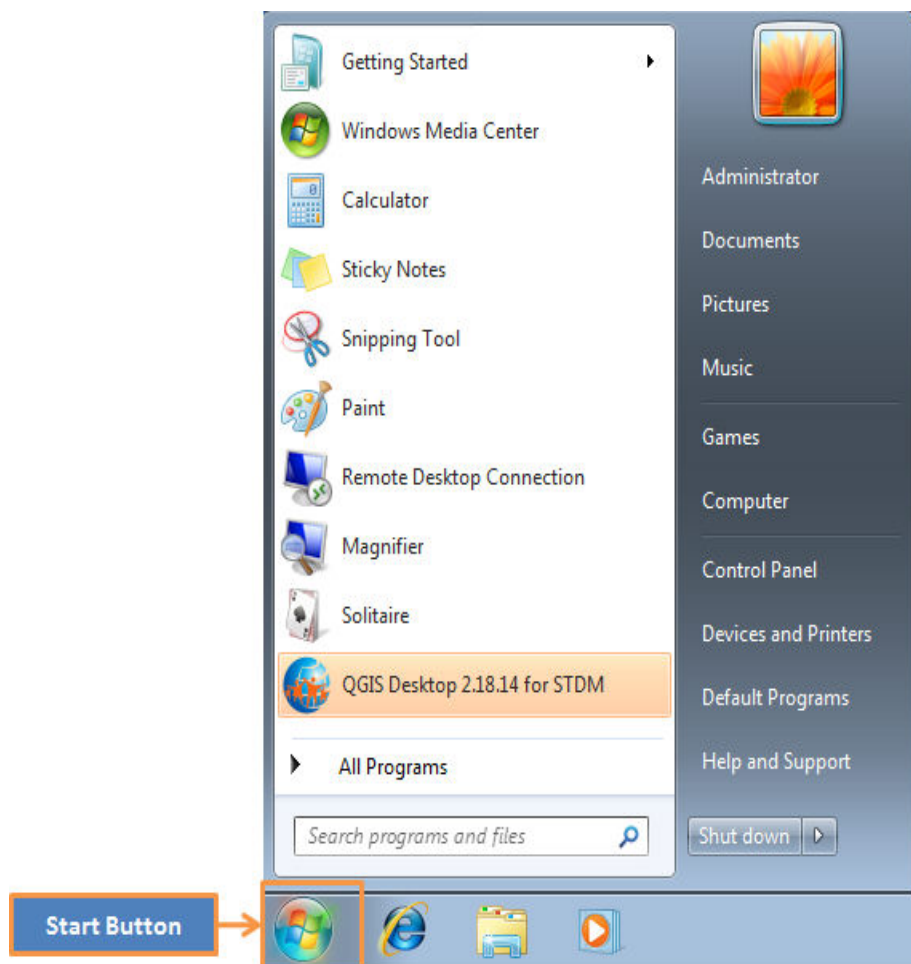 Getting Started
Windows Media Center
Calculator
Sticky Notes
Snipping Tool
Paint
Remote Desktop Connection
Magnifier
Solitaire
QGIS Desktop 2.18.14 for STDM
All Programs
Search programs and files
Administrator
Documents
Pictures
Music
Games
Computer
Control Panel
Devices and Printers
Default Programs
Help and Support
Shut down
Start Button